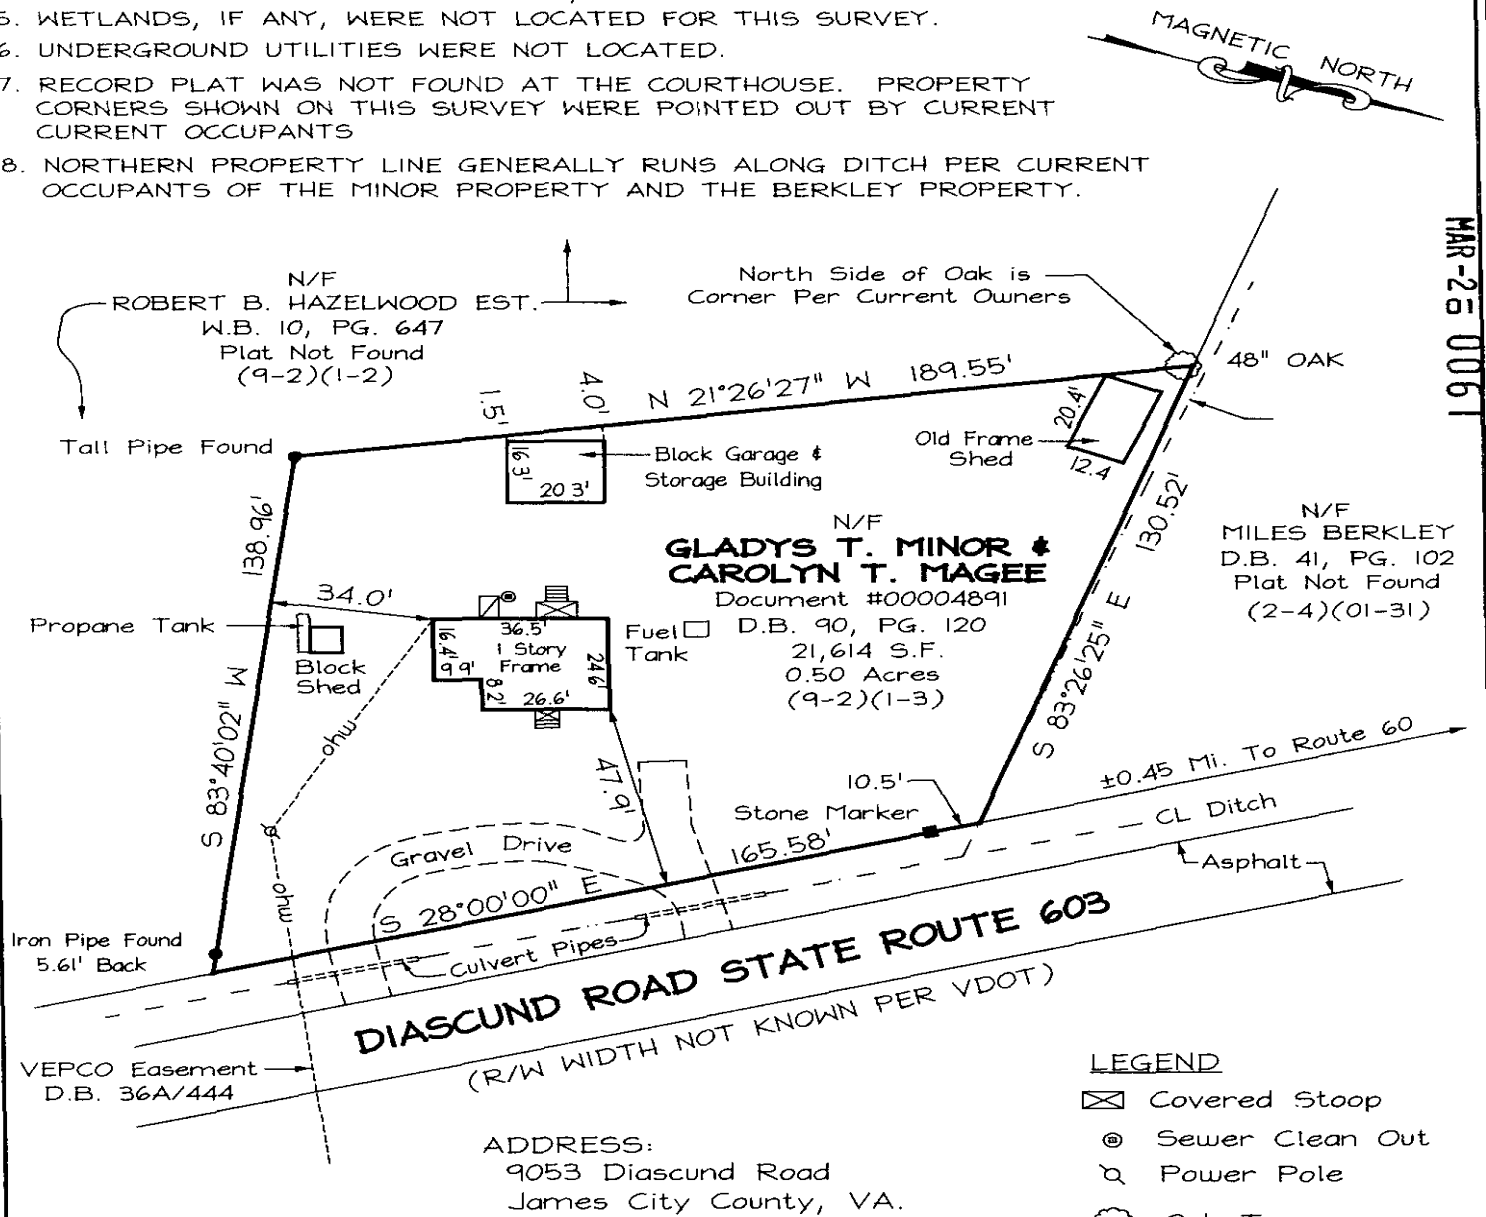 5. WETLANDS, IF ANY, WERE NOT LOCATED FOR THIS SURVEY.
6. UNDERGROUND UTILITIES WERE NOT LOCATED.
7. RECORD PLAT WAS NOT FOUND AT THE COURTHOUSE. PROPERTY
CORNERS SHOWN ON THIS SURVEY WERE POINTED OUT BY CURRENT
CURRENT OCCUPANTS
8. NORTHERN PROPERTY LINE GENERALLY RUNS ALONG DITCH PER CURRENT
OCCUPANTS OF THE MINOR PROPERTY AND THE BERKLEY PROPERTY.
MAGNETIC NORTH
MAR-28 0061
N/F
ROBERT B. HAZELWOOD EST.
W.B. 10, PG. 647
Plat Not Found
(9-2)(1-2)
North Side of Oak is
Corner Per Current Owners
48" OAK
1.5'
4.0'
N 21°26'27" W 189.55'
Tall Pipe Found
16.3'
20 3'
Block Garage &
Storage Building
Old Frame
Shed
20.4'
12.4
138.96'
S 83°40'02" W
34.0'
Propane Tank
Block
Shed
36.5'
1 Story
Frame
16.4'
9 9'
8.2'
26.6'
24 6'
Fuel
Tank
N/F
GLADYS T. MINOR &
CAROLYN T. MAGEE
Document #00004891
D.B. 90, PG. 120
21,614 S.F.
0.50 Acres
(9-2)(1-3)
S 83°26'25" E 130.52'
N/F
MILES BERKLEY
D.B. 41, PG. 102
Plat Not Found
(2-4)(01-31)
ohw
ohw
47.9'
10.5'
Stone Marker
±0.45 Mi. To Route 60
CL Ditch
Asphalt
Gravel Drive
S 28°00'00" E 165.58'
Iron Pipe Found
5.61' Back
Culvert Pipes
DIASCUND ROAD STATE ROUTE 603
(R/W WIDTH NOT KNOWN PER VDOT)
VEPCO Easement
D.B. 36A/444
ADDRESS:
9053 Diascund Road
James City County, VA.
LEGEND
Covered Stoop
Sewer Clean Out
Power Pole